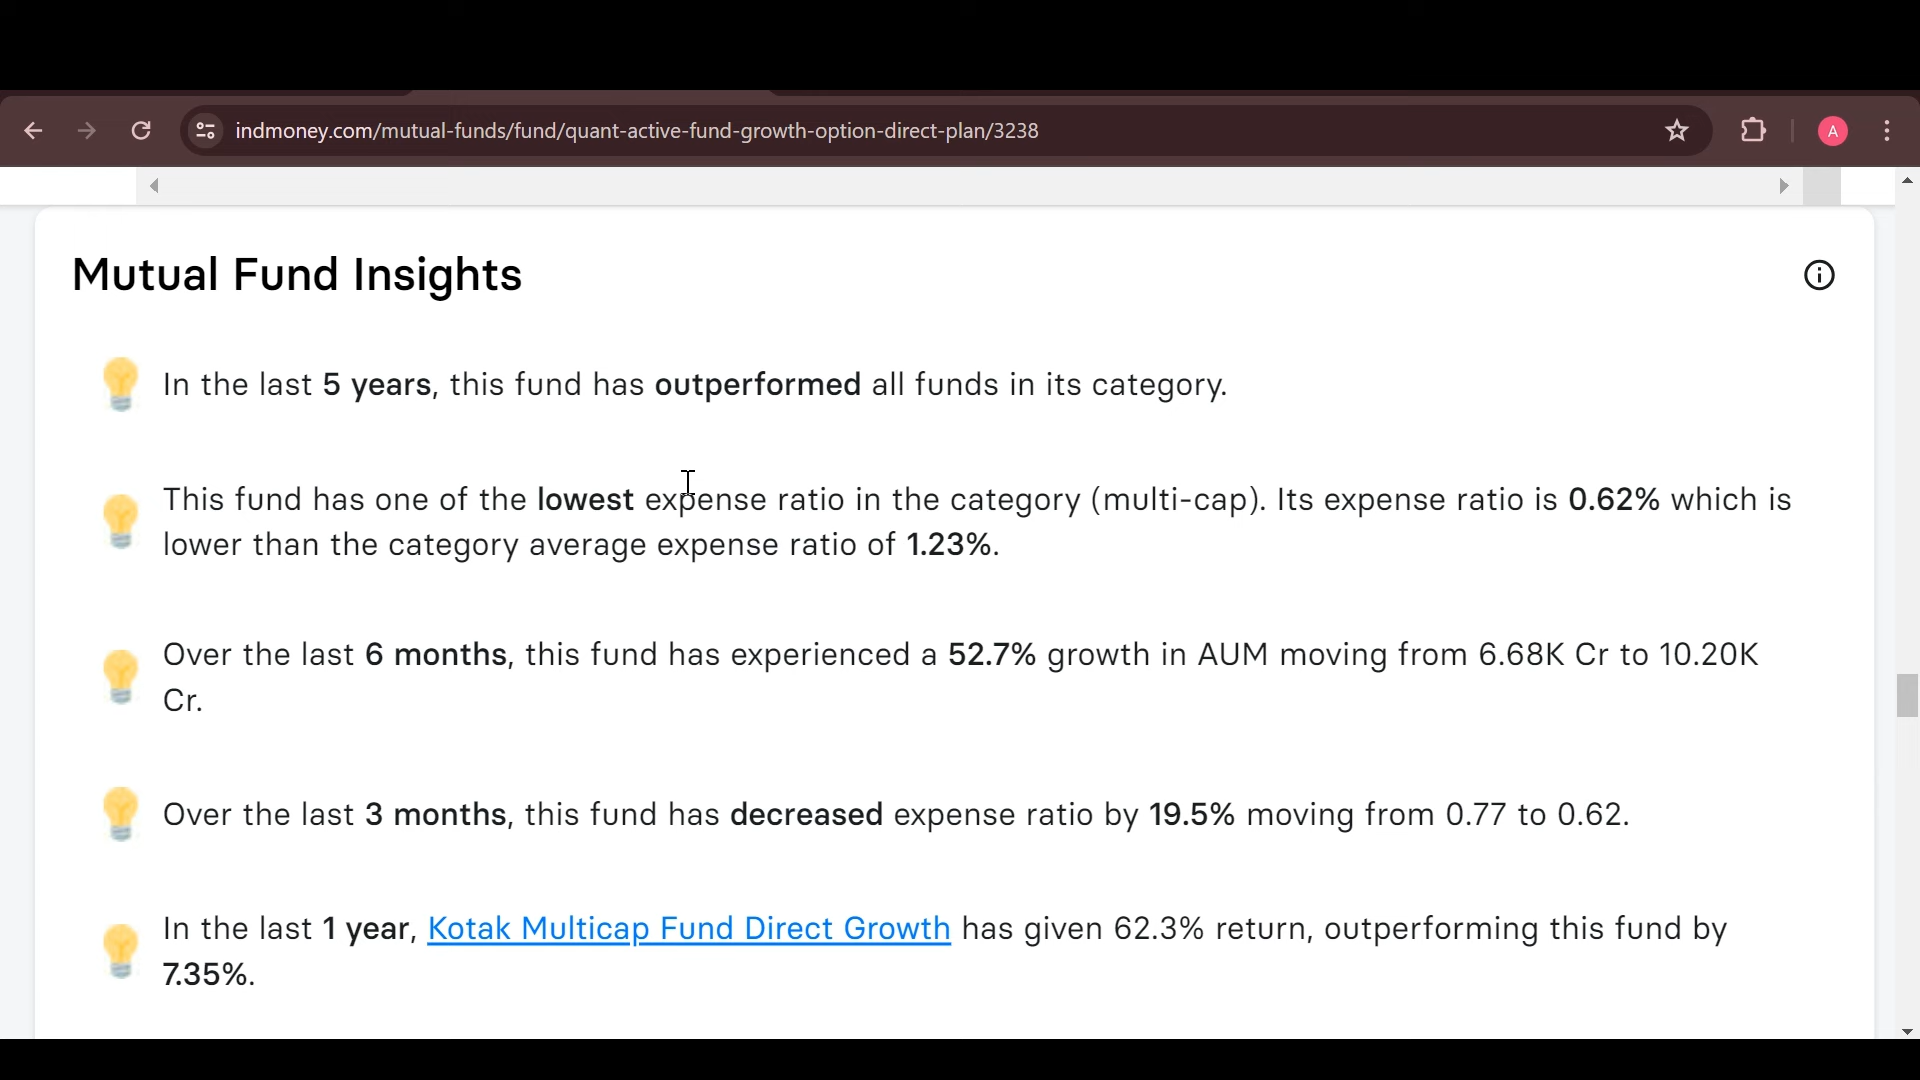 indmoney.com/mutual-funds/fund/quant-active-fund-growth-option-direct-plan/3238
A
Mutual Fund Insights
In the last 5 years, this fund has outperformed all funds in its category.
This fund has one of the lowest expense ratio in the category (multi-cap). Its expense ratio is 0.62% which is
lower than the category average expense ratio of 1.23%.
Over the last 6 months, this fund has experienced a 52.7% growth in AUM moving from 6.68K Cr to 10.20K
Cr.
Over the last 3 months, this fund has decreased expense ratio by 19.5% moving from 0.77 to 0.62.
In the last 1 year, Kotak Multicap Fund Direct Growth has given 62.3% return, outperforming this fund by
7.35%.